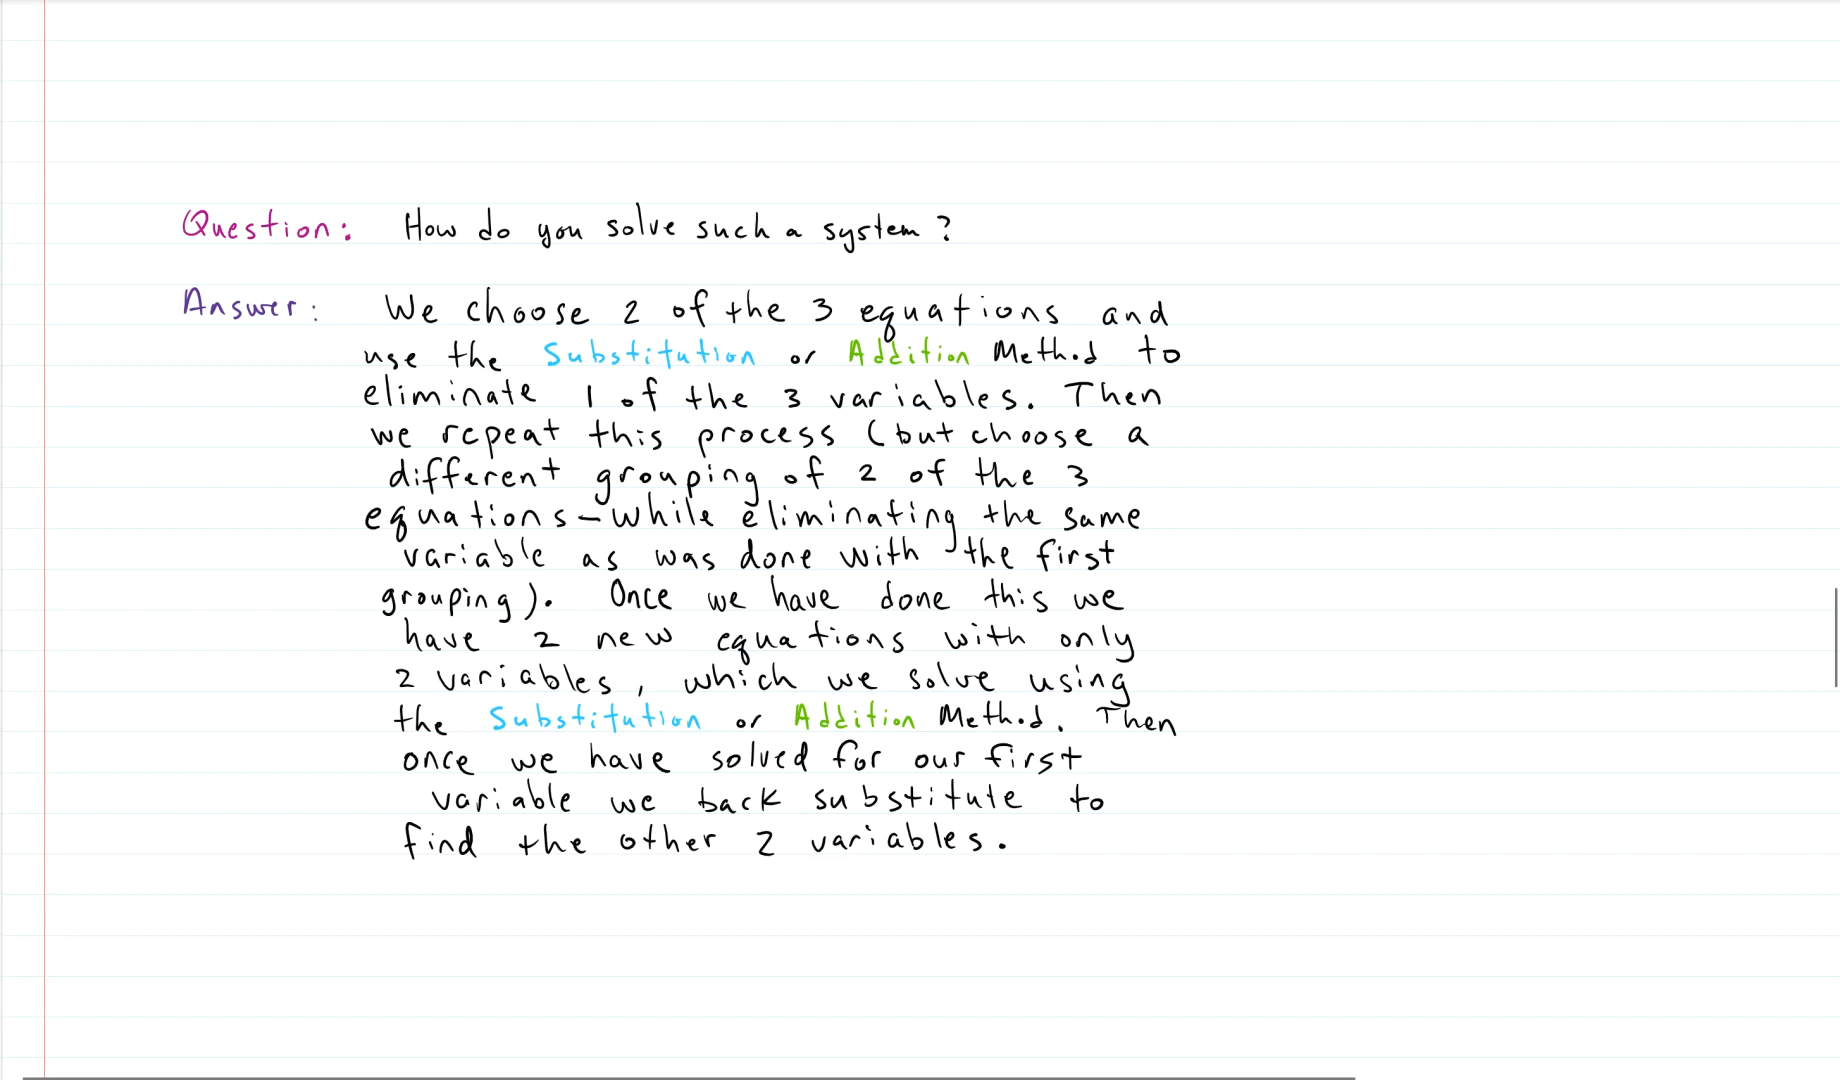 Question: How do you solve such a system?
Answer: We choose 2 of the 3 equations and
use the Substitution or Addition Method to
eliminate 1 of the 3 variables. Then
we repeat this process (but choose a
different grouping of 2 of the 3
equations - while eliminating the same
variable as was done with the first
grouping). Once we have done this we
have 2 new equations with only
2 variables, which we solve using
the Substitution or Addition Method. Then
once we have solved for our first
variable we back substitute to
find the other 2 variables.